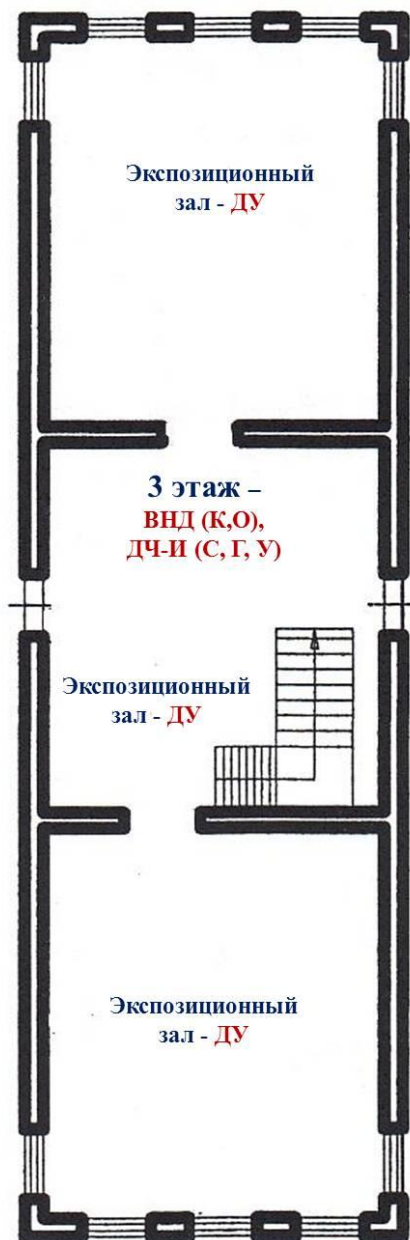 Экспозиционный
зал - ДУ
3 этаж –
ВНД (К,О),
ДЧ-И (С, Г, У)
Экспозиционный
зал - ДУ
Экспозиционный
зал - ДУ